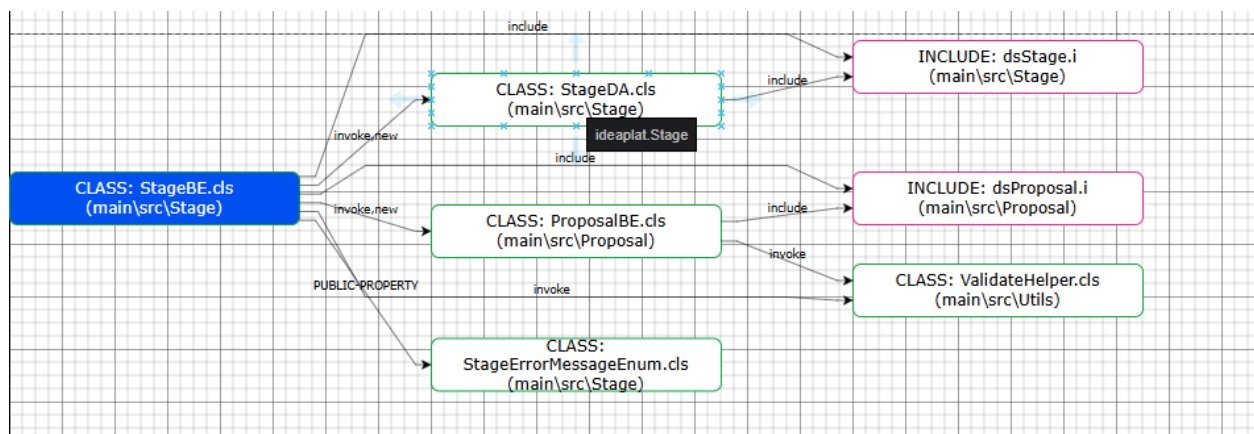 include
INCLUDE: dsStage.i
(main\src\Stage)
CLASS: StageDA.cls
(main\src\Stage)
include
ideaplat.Stage
invoke,new
include
CLASS: StageBE.cls
(main\src\Stage)
INCLUDE: dsProposal.i
(main\src\Proposal)
invoke,new
CLASS: ProposalBE.cls
(main\src\Proposal)
include
invoke
PUBLIC-PROPERTY
invoke
CLASS: ValidateHelper.cls
(main\src\Utils)
CLASS:
StageErrorMessageEnum.cls
(main\src\Stage)